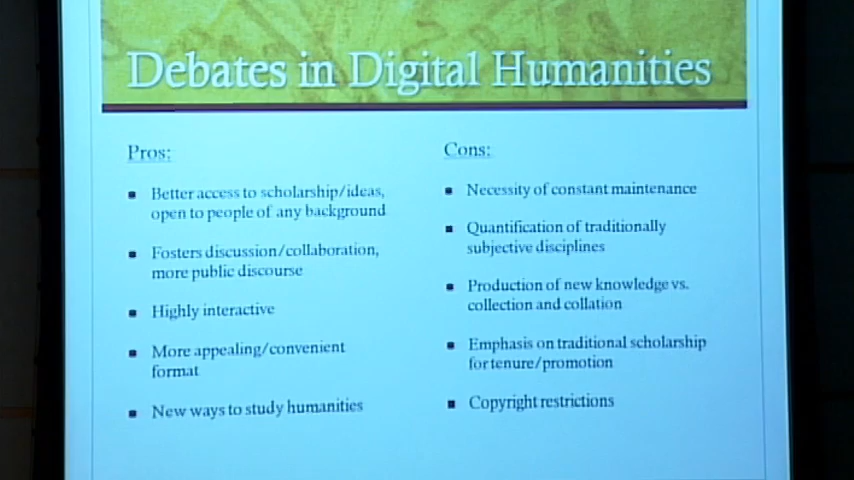 Debates in Digital Humanities
Pros:
Better access to scholarship/ideas,
open to people of any background
Fosters discussion/collaboration,
more public discourse
Highly interactive
More appealing/convenient
format
New ways to study humanities
Cons:
Necessity of constant maintenance
Quantification of traditionally
subjective disciplines
Production of new knowledge vs.
collection and collation
Emphasis on traditional scholarship
for tenure/promotion
Copyright restrictions